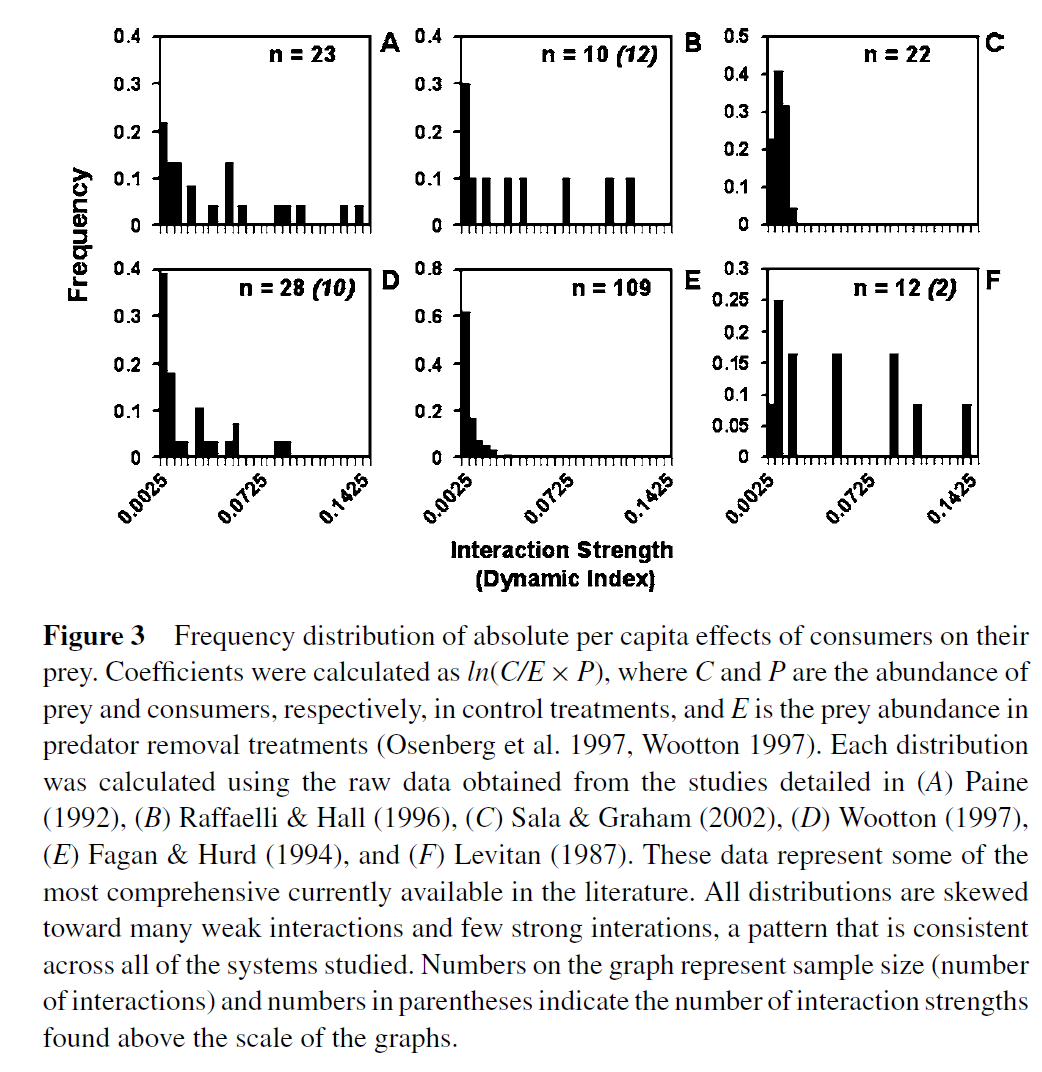 0.4
0.3
0.2
0.1
0
n = 23
A
0.4
0.3
0.2
0.1
0
n = 10 (12)
B
0.5
0.4
0.3
0.2
0.1
0
n = 22
C
Frequency
0.4
0.3
0.2
0.1
0
n = 28 (10)
D
0.8
0.6
0.4
0.2
0
n = 109
E
0.3
0.25
0.2
0.15
0.1
0.05
0
n = 12 (2)
F
0.0025
0.0725
0.1425
0.0025
0.0725
0.1425
0.0025
0.0725
0.1425
Interaction Strength
(Dynamic Index)
Figure 3 Frequency distribution of absolute per capita effects of consumers on their
prey. Coefficients were calculated as ln(C/E × P), where C and P are the abundance of
prey and consumers, respectively, in control treatments, and E is the prey abundance in
predator removal treatments (Osenberg et al. 1997, Wootton 1997). Each distribution
was calculated using the raw data obtained from the studies detailed in (A) Paine
(1992), (B) Raffaelli & Hall (1996), (C) Sala & Graham (2002), (D) Wootton (1997),
(E) Fagan & Hurd (1994), and (F) Levitan (1987). These data represent some of the
most comprehensive currently available in the literature. All distributions are skewed
toward many weak interactions and few strong interations, a pattern that is consistent
across all of the systems studied. Numbers on the graph represent sample size (number
of interactions) and numbers in parentheses indicate the number of interaction strengths
found above the scale of the graphs.